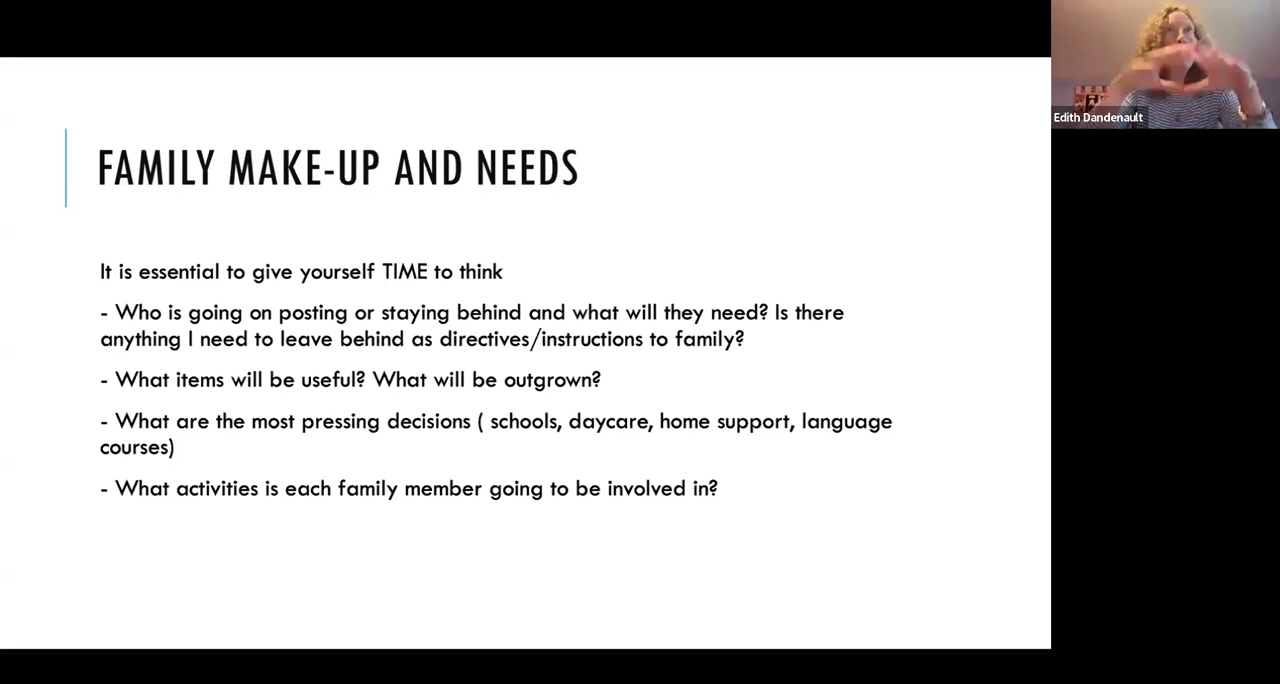 FAMILY MAKE-UP AND NEEDS
It is essential to give yourself TIME to think
- Who is going on posting or staying behind and what will they need? Is there
anything I need to leave behind as directives/instructions to family?
- What items will be useful? What will be outgrown?
- What are the most pressing decisions ( schools, daycare, home support, language
courses)
- What activities is each family member going to be involved in?
Edith Dandenault